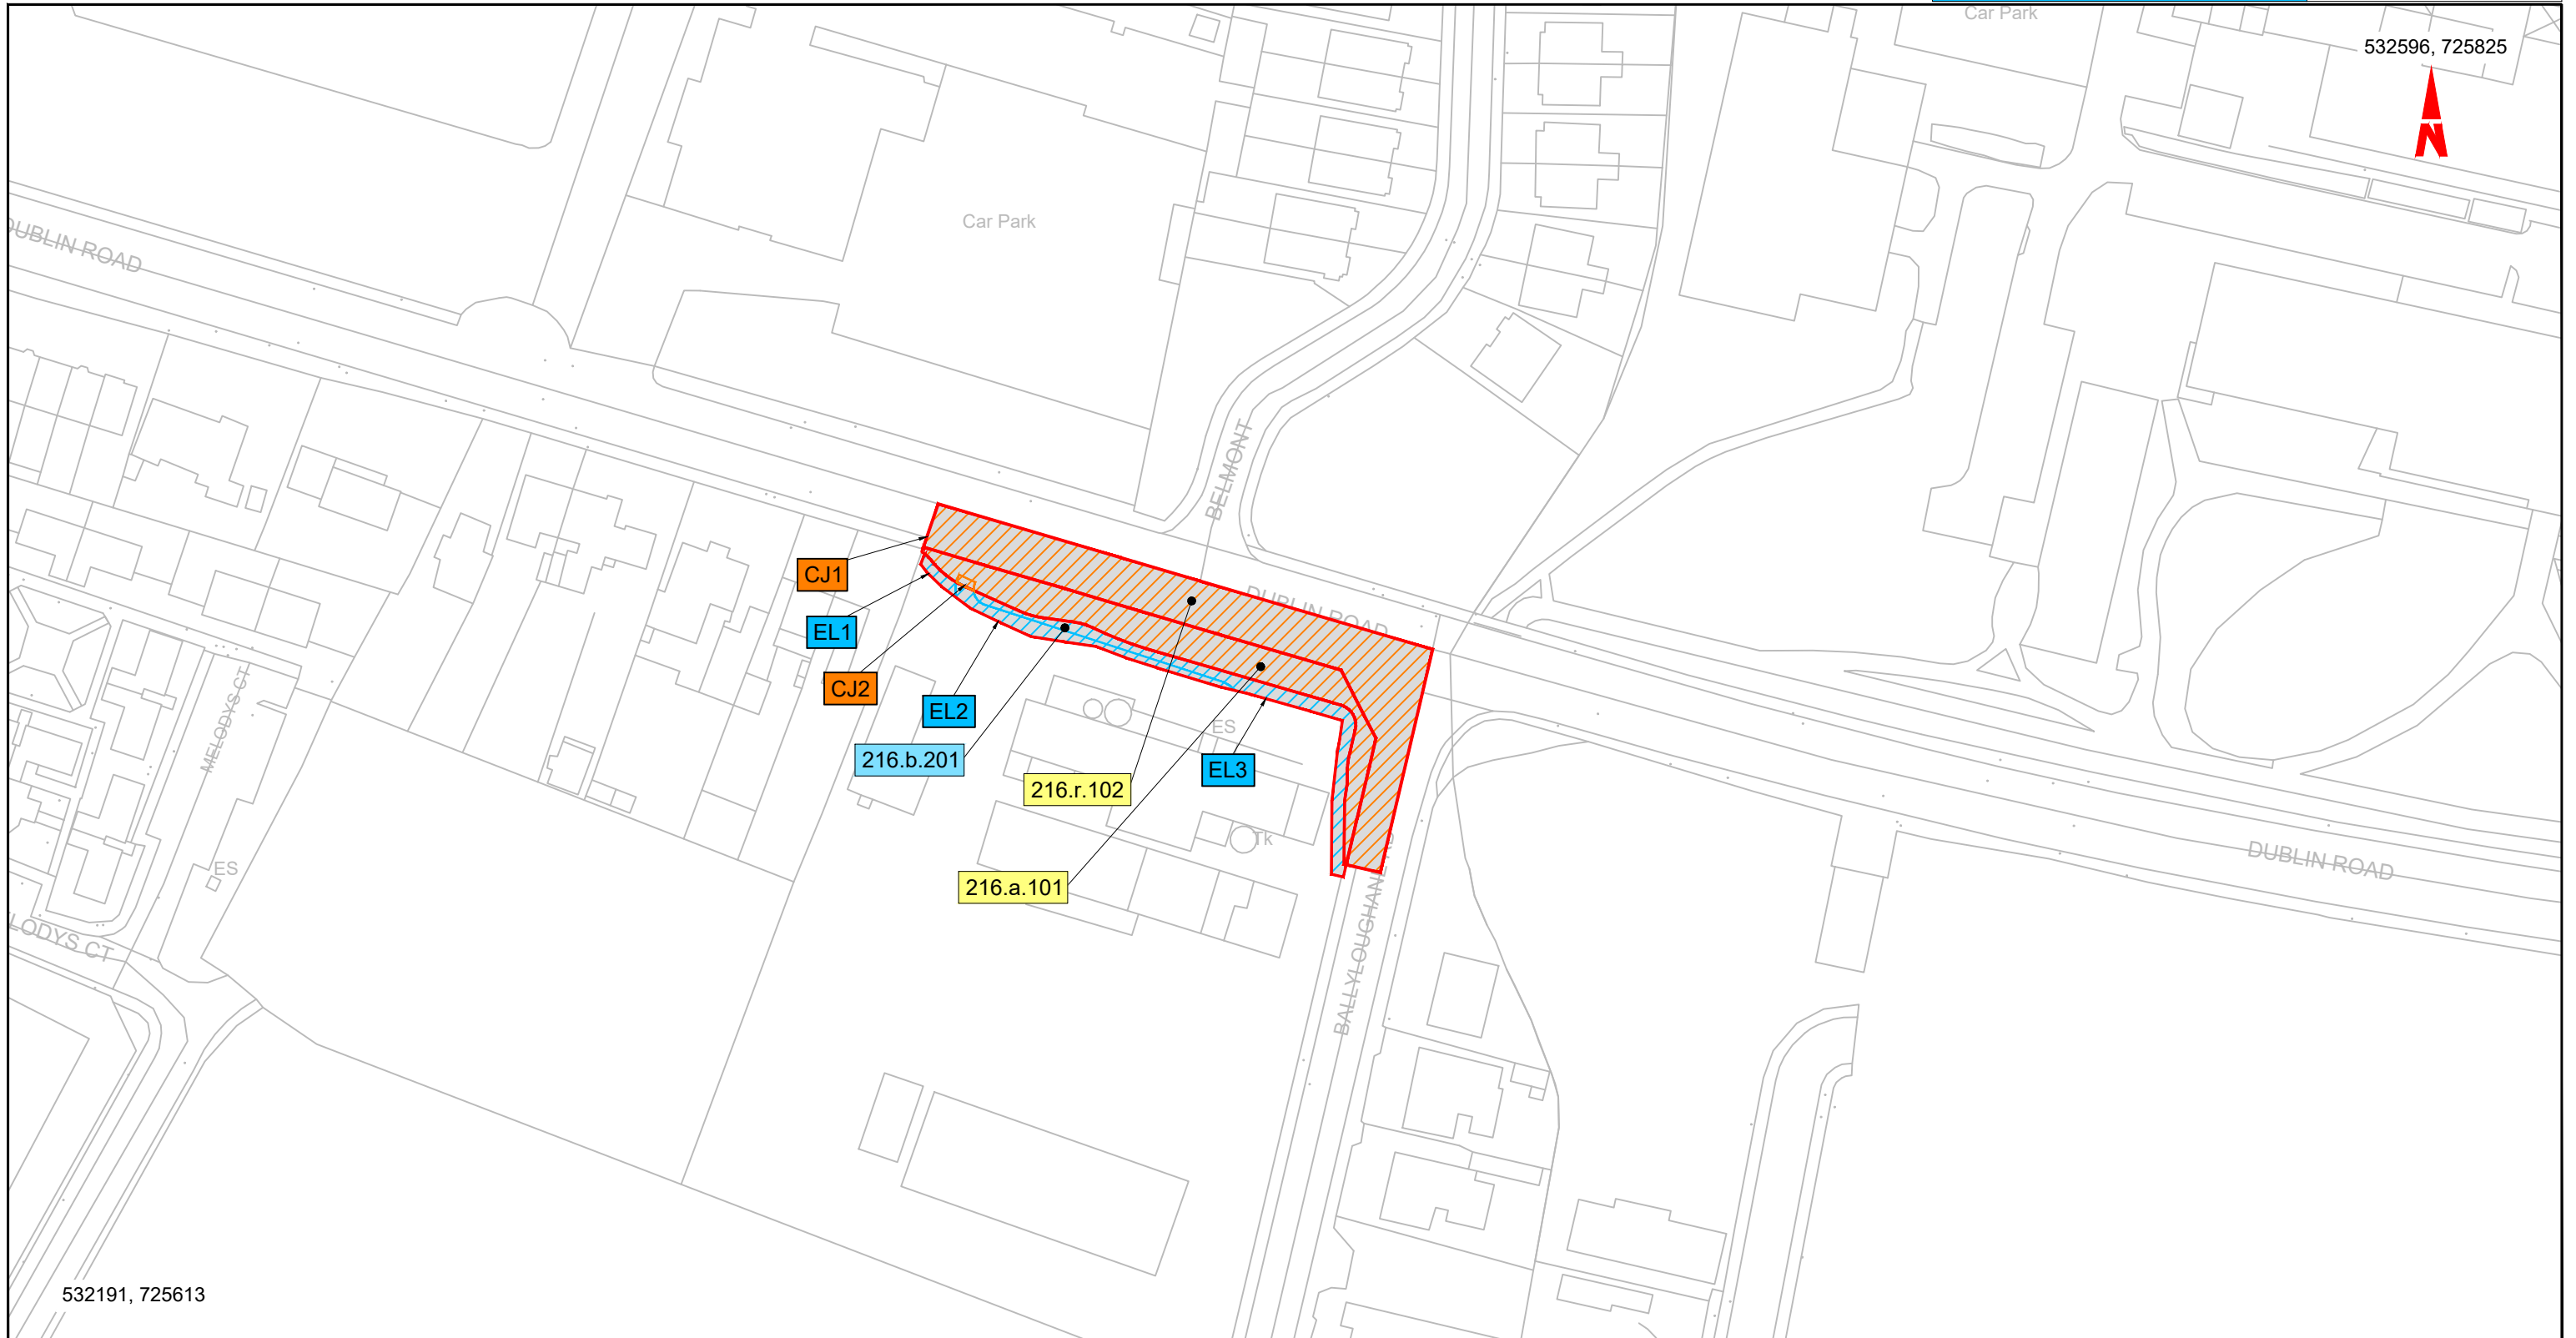 Car Park
532596, 725825
Car Park
DUBLIN ROAD
BELMONT
CJ1
DUBLIN ROAD
EL1
CJ2
EL2
MELODYS CT
ES
216.b.201
EL3
216.r.102
Tk
DUBLIN ROAD
ES
216.a.101
BALLYLOUGHANE
LODYS CT
532191, 725613
N